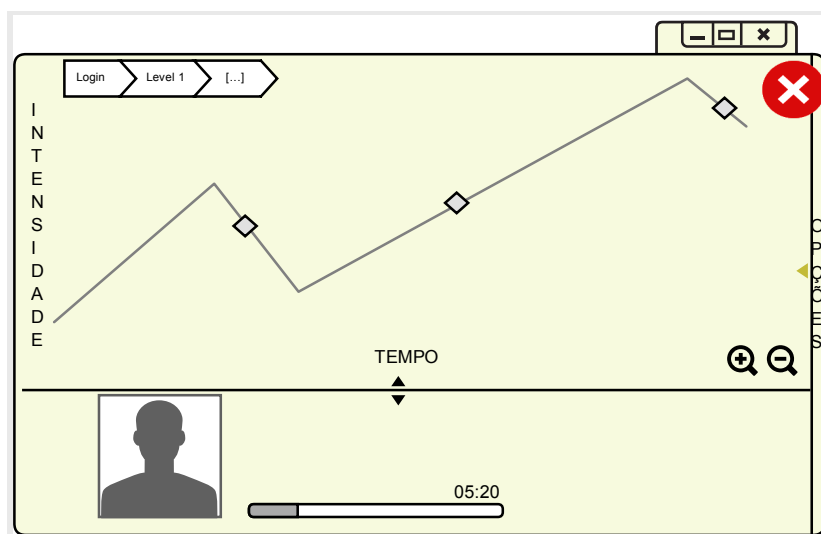 Login
Level 1
[...]
INTENSIDADE
OPÇÕES
TEMPO
05:20